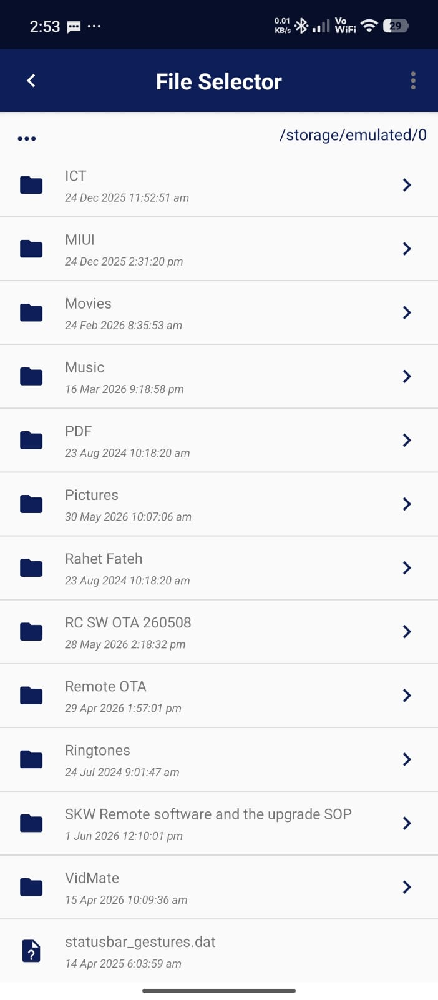 2:53
0.01
KB/s
Vo
WiFi
29
File Selector
/storage/emulated/0
ICT
24 Dec 2025 11:52:51 am
MIUI
24 Dec 2025 2:31:20 pm
Movies
24 Feb 2026 8:35:53 am
Music
16 Mar 2026 9:18:58 pm
PDF
23 Aug 2024 10:18:20 am
Pictures
30 May 2026 10:07:06 am
Rahet Fateh
23 Aug 2024 10:18:20 am
RC SW OTA 260508
28 May 2026 2:18:32 pm
Remote OTA
29 Apr 2026 1:57:01 pm
Ringtones
24 Jul 2024 9:01:47 am
SKW Remote software and the upgrade SOP
1 Jun 2026 12:10:01 pm
VidMate
15 Apr 2026 10:09:36 am
statusbar_gestures.dat
14 Apr 2025 6:03:59 am